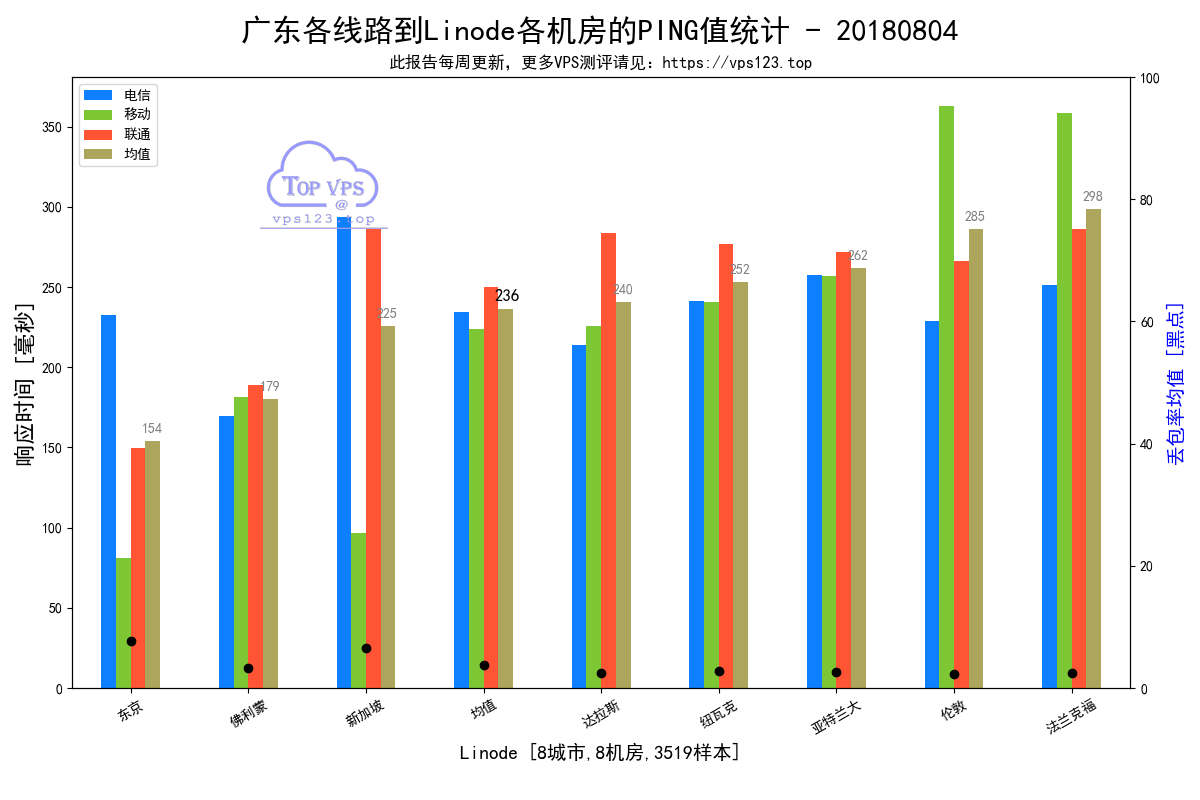 广东各线路到Linode各机房的PING值统计 - 20180804
此报告每周更新，更多VPS测评请见：https://vps123.top
电信
移动
联通
均值
TOP VPS
@
vps123.top
响应时间 [毫秒]
350
300
250
200
150
100
50
0
154
179
225
236
240
252
262
285
298
100
80
60
40
20
0
丢包率均值 [黑点]
东京
佛利蒙
新加坡
均值
达拉斯
纽瓦克
亚特兰大
伦敦
法兰克福
Linode [8城市,8机房,3519样本]